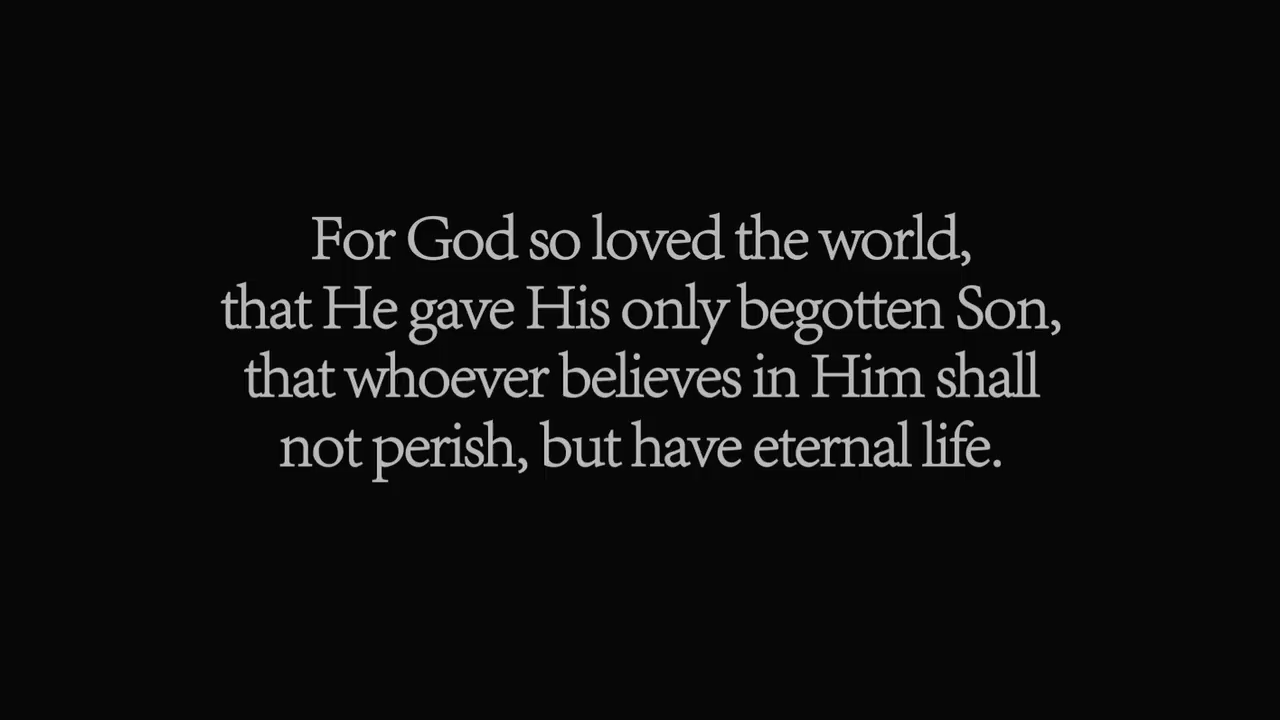 For God so loved the world,
that He gave His only begotten Son,
that whoever believes in Him shall
not perish, but have eternal life.